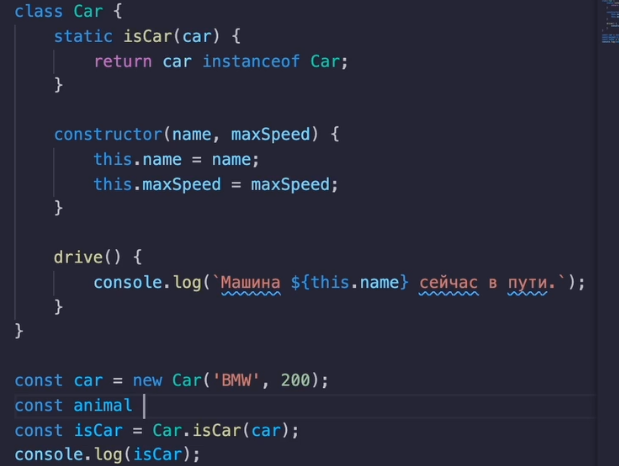 class Car {
    static isCar(car) {
        return car instanceof Car;
    }

    constructor(name, maxSpeed) {
        this.name = name;
        this.maxSpeed = maxSpeed;
    }

    drive() {
        console.log(`Машина ${this.name} сейчас в пути.`);
    }
}

const car = new Car('BMW', 200);
const animal
const isCar = Car.isCar(car);
console.log(isCar);